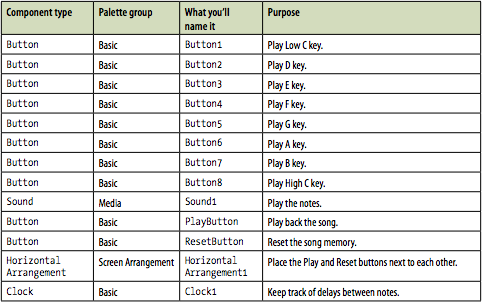 Component type Palette group What you'll name it Purpose
Button Basic Button1 Play Low C key.
Button Basic Button2 Play D key.
Button Basic Button3 Play E key.
Button Basic Button4 Play F key.
Button Basic Button5 Play G key.
Button Basic Button6 Play A key.
Button Basic Button7 Play B key.
Button Basic Button8 Play High C key.
Sound Media Sound1 Play the notes.
Button Basic PlayButton Play back the song.
Button Basic ResetButton Reset the song memory.
Horizontal Arrangement Screen Arrangement Horizontal Arrangement1 Place the Play and Reset buttons next to each other.
Clock Basic Clock1 Keep track of delays between notes.